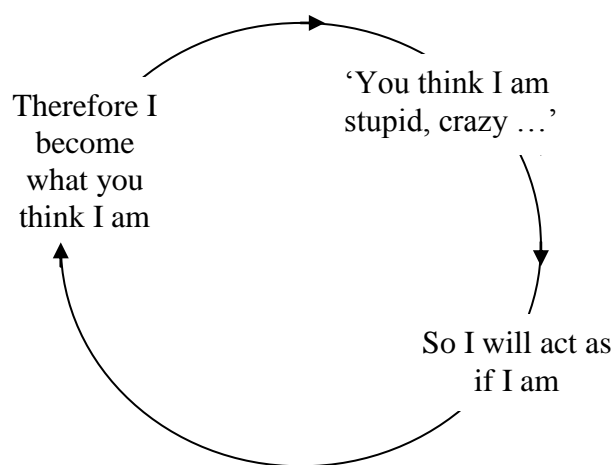 ‘You think I am
stupid, crazy …’
So I will act as
if I am
Therefore I
become
what you
think I am